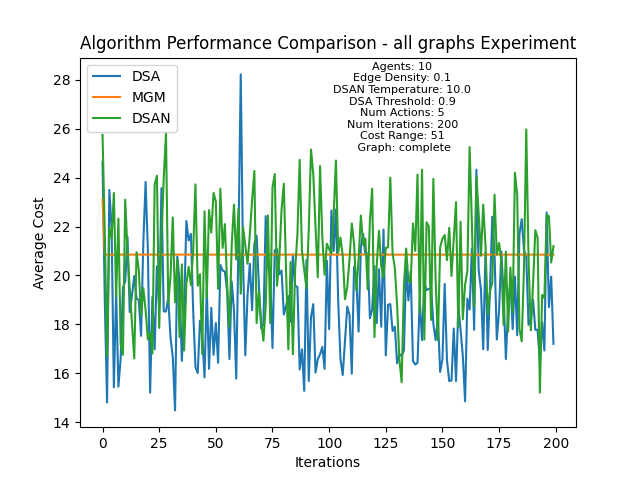 Algorithm Performance Comparison - all graphs Experiment
DSA
MGM
DSAN
Agents: 10
Edge Density: 0.1
DSAN Temperature: 10.0
DSA Threshold: 0.9
Num Actions: 5
Num Iterations: 200
Cost Range: 51
Graph: complete
Average Cost
28
26
24
22
20
18
16
14
0 25 50 75 100 125 150 175 200
Iterations